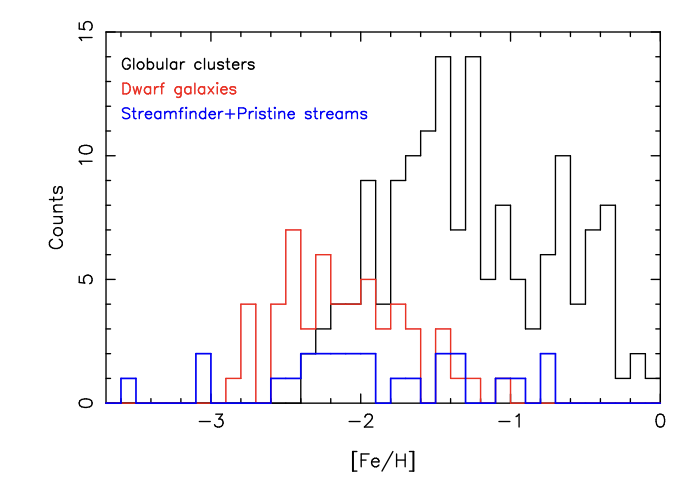 15
Globular clusters
Dwarf galaxies
Streamfinder+Pristine streams
10
Counts
5
0
−3 −2 −1 0
[Fe/H]